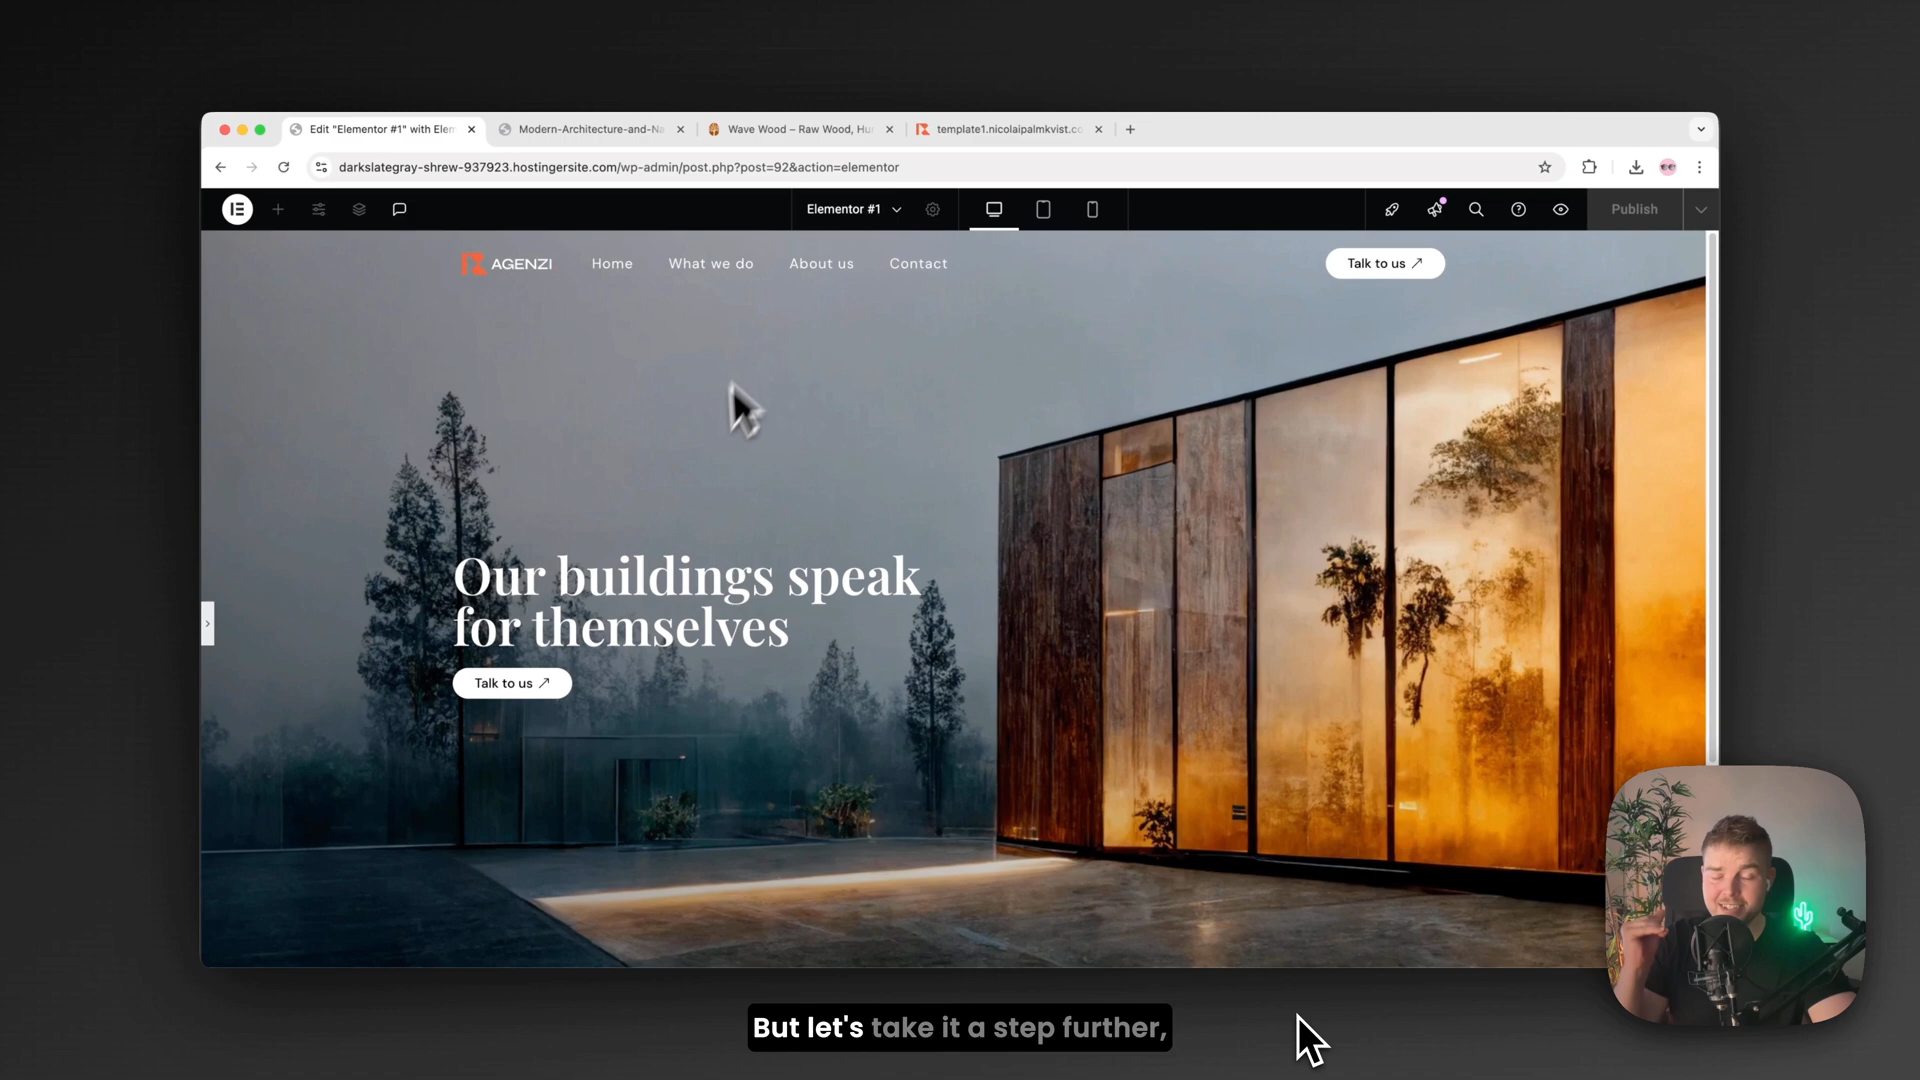 Edit "Elementor #1" with Elem
Modern-Architecture-and-Na
Wave Wood – Raw Wood, Hu
template1.nicolaipalmkvist.co
darkslategray-shrew-937923.hostingersite.com/wp-admin/post.php?post=92&action=elementor
Elementor #1
Publish
AGENZI
Home
What we do
About us
Contact
Talk to us
Our buildings speak
for themselves
Talk to us
But let's take it a step further,